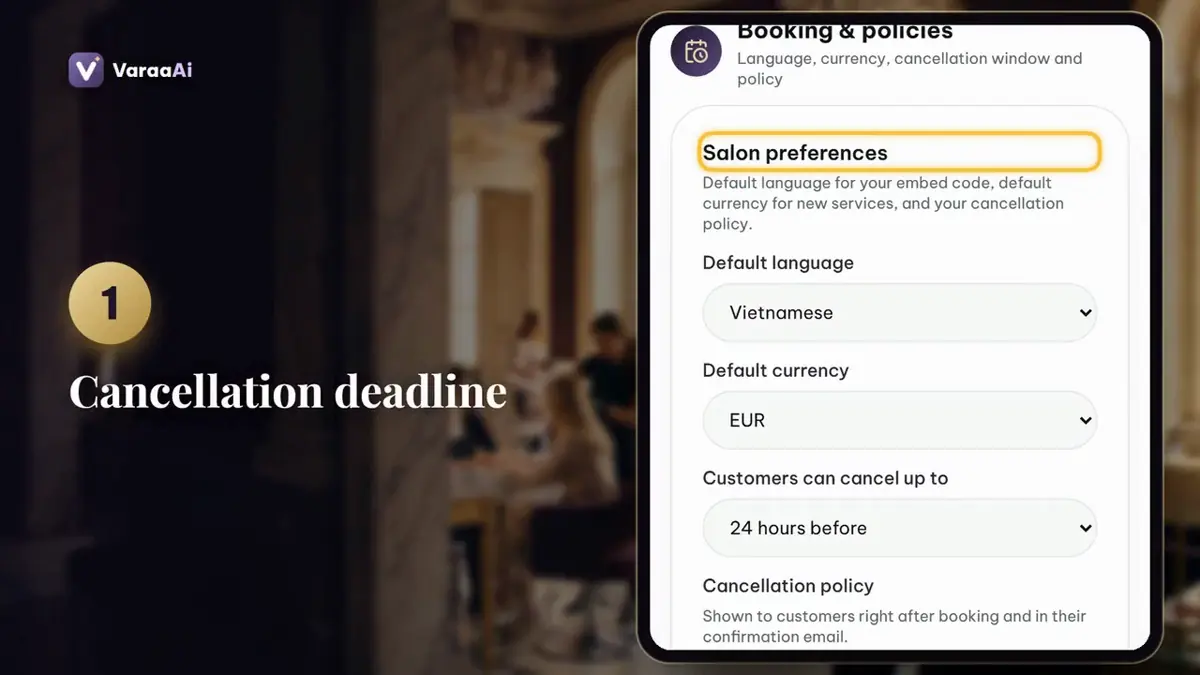 VaraaAi
1
Cancellation deadline
Booking & policies
Language, currency, cancellation window and
policy
Salon preferences
Default language for your embed code, default
currency for new services, and your cancellation
policy.
Default language
Vietnamese
Default currency
EUR
Customers can cancel up to
24 hours before
Cancellation policy
Shown to customers right after booking and in their
confirmation email.